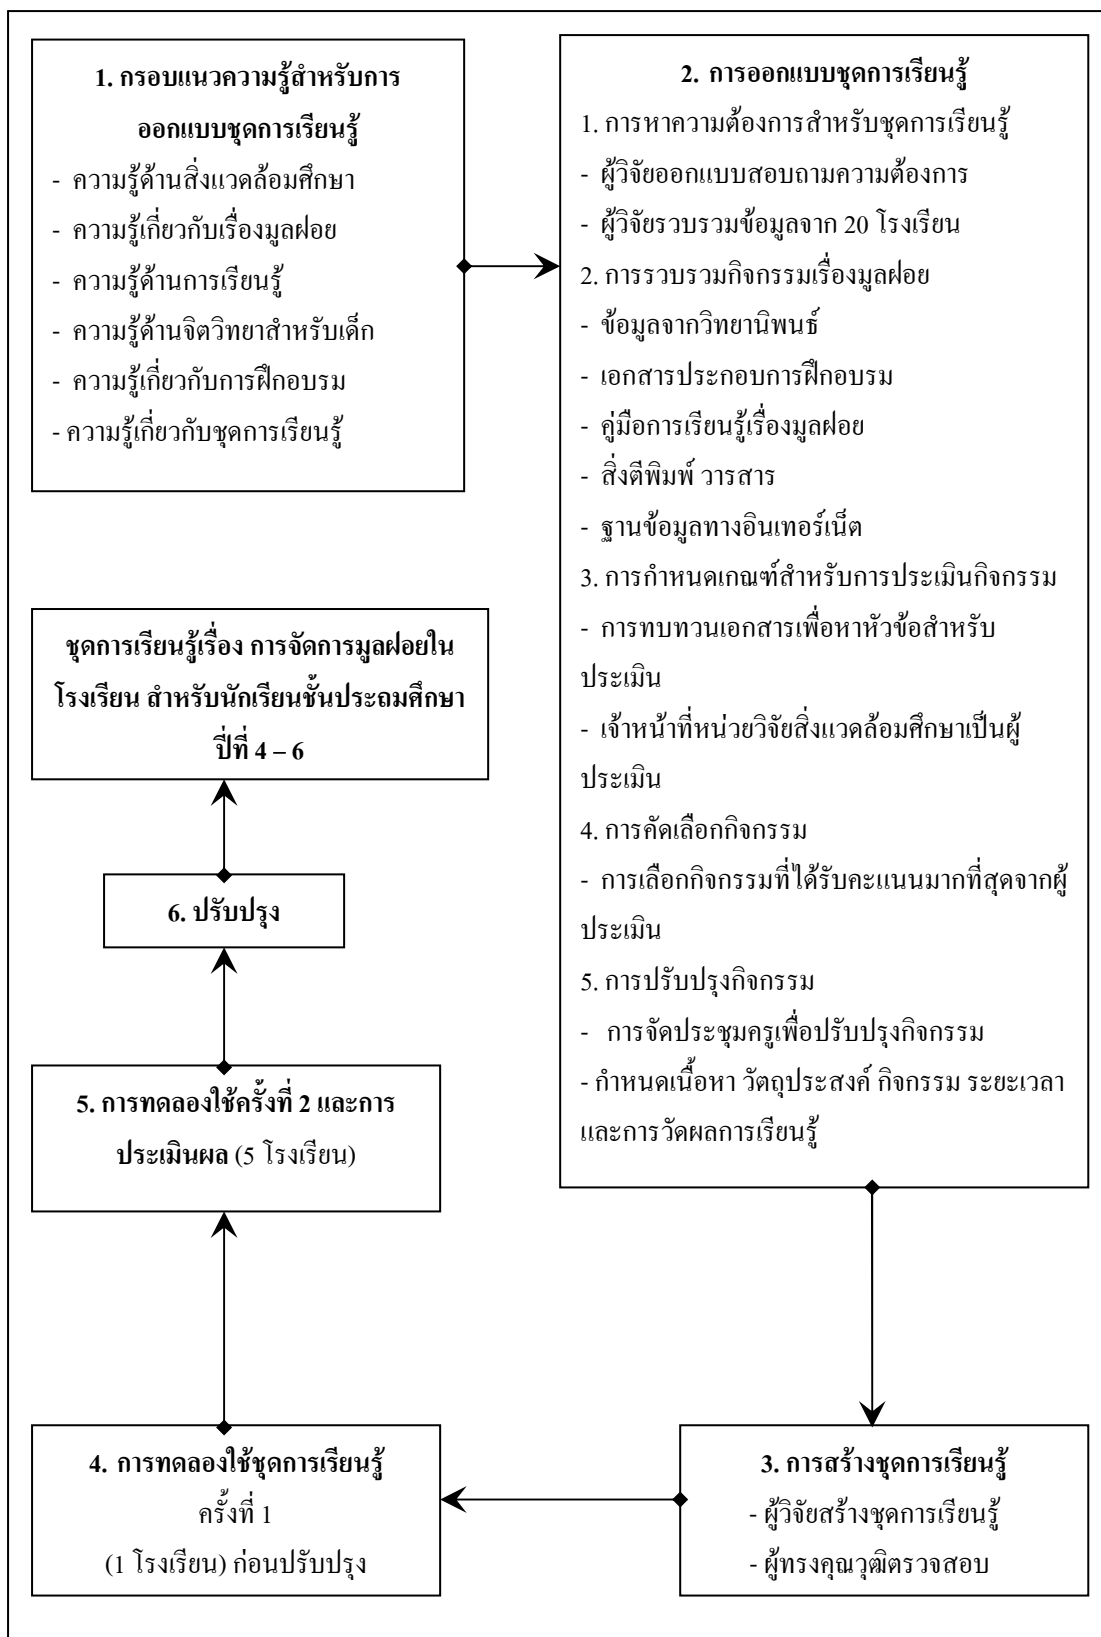 1. กรอบแนวความรู้สำหรับการ
ออกแบบชุดการเรียนรู้
- ความรู้ด้านสิ่งแวดล้อมศึกษา
- ความรู้เกี่ยวกับเรื่องมูลฝอย
- ความรู้ด้านการเรียนรู้
- ความรู้ด้านจิตวิทยาสำหรับเด็ก
- ความรู้เกี่ยวกับการฝึกอบรม
- ความรู้เกี่ยวกับชุดการเรียนรู้
2. การออกแบบชุดการเรียนรู้
1. การหาความต้องการสำหรับชุดการเรียนรู้
- ผู้วิจัยออกแบบสอบถามความต้องการ
- ผู้วิจัยรวบรวมข้อมูลจาก 20 โรงเรียน
2. การรวบรวมกิจกรรมเรื่องมูลฝอย
- ข้อมูลจากวิทยานิพนธ์
- เอกสารประกอบการฝึกอบรม
- คู่มือการเรียนรู้เรื่องมูลฝอย
- สิ่งตีพิมพ์ วารสาร
- ฐานข้อมูลทางอินเทอร์เน็ต
3. การกำหนดเกณฑ์สำหรับการประเมินกิจกรรม
- การทบทวนเอกสารเพื่อหาหัวข้อสำหรับ
ประเมิน
- เจ้าหน้าที่หน่วยวิจัยสิ่งแวดล้อมศึกษาเป็นผู้
ประเมิน
4. การคัดเลือกกิจกรรม
- การเลือกกิจกรรมที่ได้รับคะแนนมากที่สุดจากผู้
ประเมิน
5. การปรับปรุงกิจกรรม
- การจัดประชุมครูเพื่อปรับปรุงกิจกรรม
- กำหนดเนื้อหา วัตถุประสงค์ กิจกรรม ระยะเวลา
และการวัดผลการเรียนรู้
3. การสร้างชุดการเรียนรู้
- ผู้วิจัยสร้างชุดการเรียนรู้
- ผู้ทรงคุณวุฒิตรวจสอบ
4. การทดลองใช้ชุดการเรียนรู้
ครั้งที่ 1
(1 โรงเรียน) ก่อนปรับปรุง
5. การทดลองใช้ครั้งที่ 2 และการ
ประเมินผล (5 โรงเรียน)
6. ปรับปรุง
ชุดการเรียนรู้เรื่อง การจัดการมูลฝอยใน
โรงเรียน สำหรับนักเรียนชั้นประถมศึกษา
ปีที่ 4 – 6